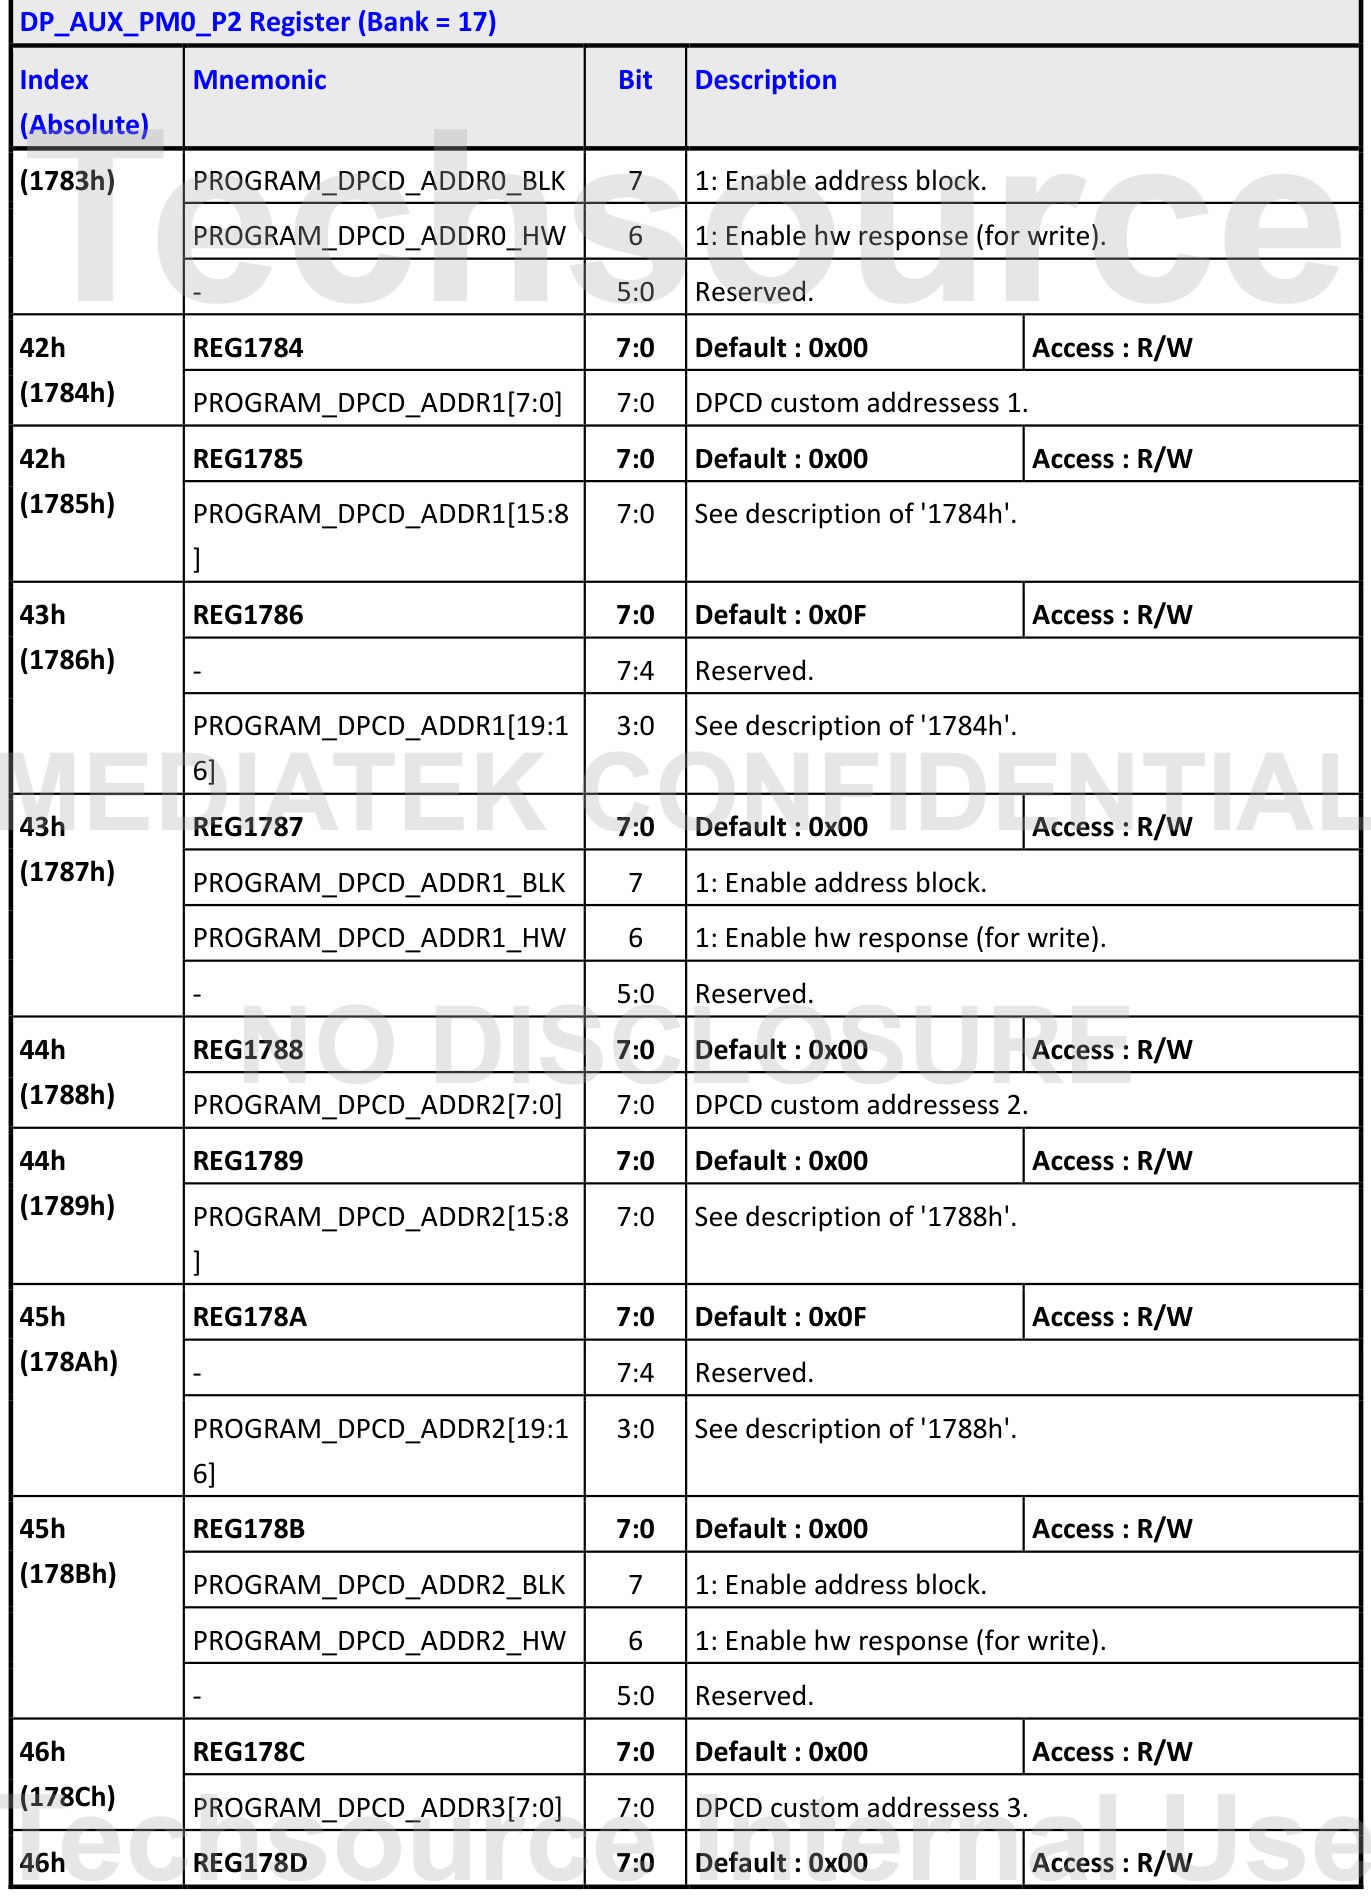 DP_AUX_PM0_P2 Register (Bank = 17)
Index (Absolute) Mnemonic Bit Description
(1783h) PROGRAM_DPCD_ADDR0_BLK 7 1: Enable address block.
PROGRAM_DPCD_ADDR0_HW 6 1: Enable hw response (for write).
- 5:0 Reserved.
Techsource
42h REG1784 7:0 Default : 0x00 Access : R/W
(1784h) PROGRAM_DPCD_ADDR1[7:0] 7:0 DPCD custom addressess 1.
42h REG1785 7:0 Default : 0x00 Access : R/W
(1785h) PROGRAM_DPCD_ADDR1[15:8 7:0 See description of '1784h'.
]
43h REG1786 7:0 Default : 0x0F Access : R/W
(1786h) - 7:4 Reserved.
PROGRAM_DPCD_ADDR1[19:1 3:0 See description of '1784h'.
6]
MEDIATEK CONFIDENTIAL
43h REG1787 7:0 Default : 0x00 Access : R/W
(1787h) PROGRAM_DPCD_ADDR1_BLK 7 1: Enable address block.
PROGRAM_DPCD_ADDR1_HW 6 1: Enable hw response (for write).
- 5:0 Reserved.
NO DISCLOSURE
44h REG1788 7:0 Default : 0x00 Access : R/W
(1788h) PROGRAM_DPCD_ADDR2[7:0] 7:0 DPCD custom addressess 2.
44h REG1789 7:0 Default : 0x00 Access : R/W
(1789h) PROGRAM_DPCD_ADDR2[15:8 7:0 See description of '1788h'.
]
45h REG178A 7:0 Default : 0x0F Access : R/W
(178Ah) - 7:4 Reserved.
PROGRAM_DPCD_ADDR2[19:1 3:0 See description of '1788h'.
6]
45h REG178B 7:0 Default : 0x00 Access : R/W
(178Bh) PROGRAM_DPCD_ADDR2_BLK 7 1: Enable address block.
PROGRAM_DPCD_ADDR2_HW 6 1: Enable hw response (for write).
- 5:0 Reserved.
46h REG178C 7:0 Default : 0x00 Access : R/W
(178Ch) PROGRAM_DPCD_ADDR3[7:0] 7:0 DPCD custom addressess 3.
Techsource Internal Use
46h REG178D 7:0 Default : 0x00 Access : R/W